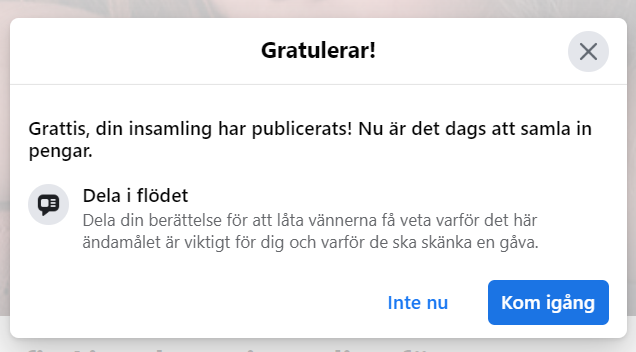 Gratulerar!
Grattis, din insamling har publicerats! Nu är det dags att samla in
pengar.
Dela i flödet
Dela din berättelse för att låta vännerna få veta varför det här
ändamålet är viktigt för dig och varför de ska skänka en gåva.
Inte nu
Kom igång